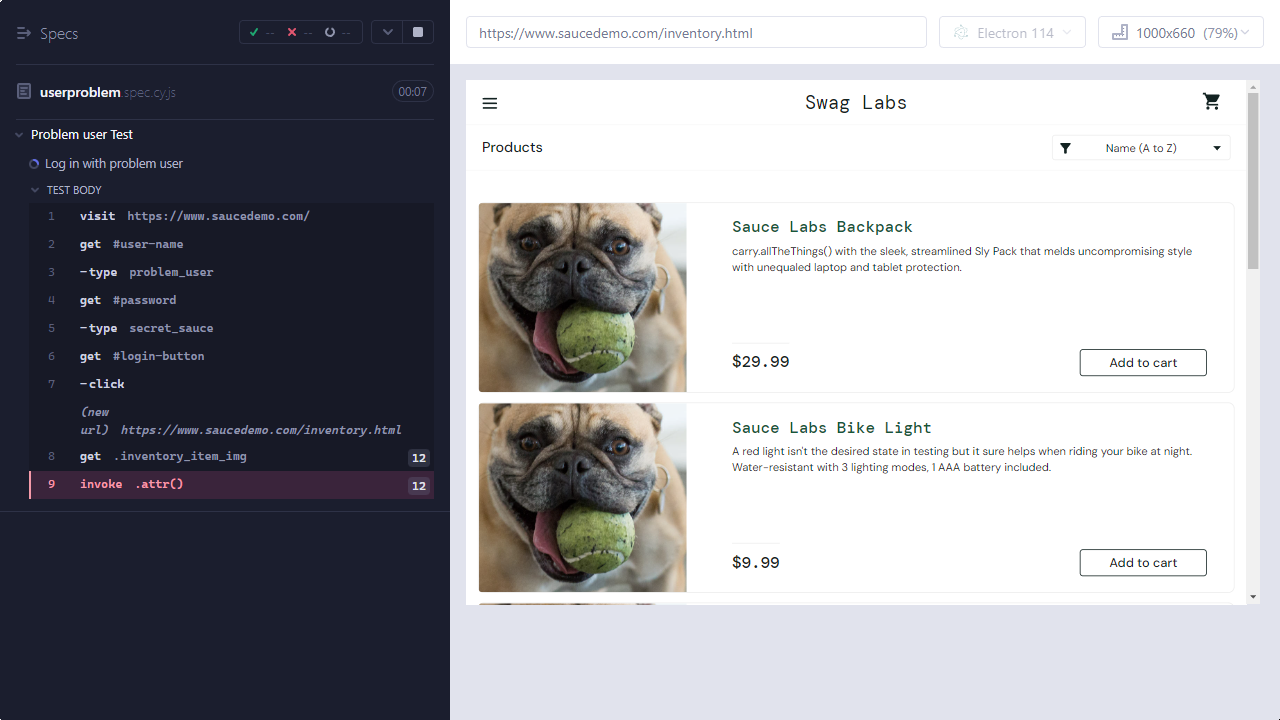 Specs
-- -- --
userproblem.spec.cy.js
00:07
Problem user Test
Log in with problem user
TEST BODY
1 visit https://www.saucedemo.com/
2 get #user-name
3 -type problem_user
4 get #password
5 -type secret_sauce
6 get #login-button
7 -click
(new
url) https://www.saucedemo.com/inventory.html
8 get .inventory_item_img 12
9 invoke .attr() 12
https://www.saucedemo.com/inventory.html
Electron 114
1000x660 (79%)
Swag Labs
Products
Name (A to Z)
Sauce Labs Backpack
carry.allTheThings() with the sleek, streamlined Sly Pack that melds uncompromising style
with unequaled laptop and tablet protection.
$29.99
Add to cart
Sauce Labs Bike Light
A red light isn't the desired state in testing but it sure helps when riding your bike at night.
Water-resistant with 3 lighting modes, 1 AAA battery included.
$9.99
Add to cart